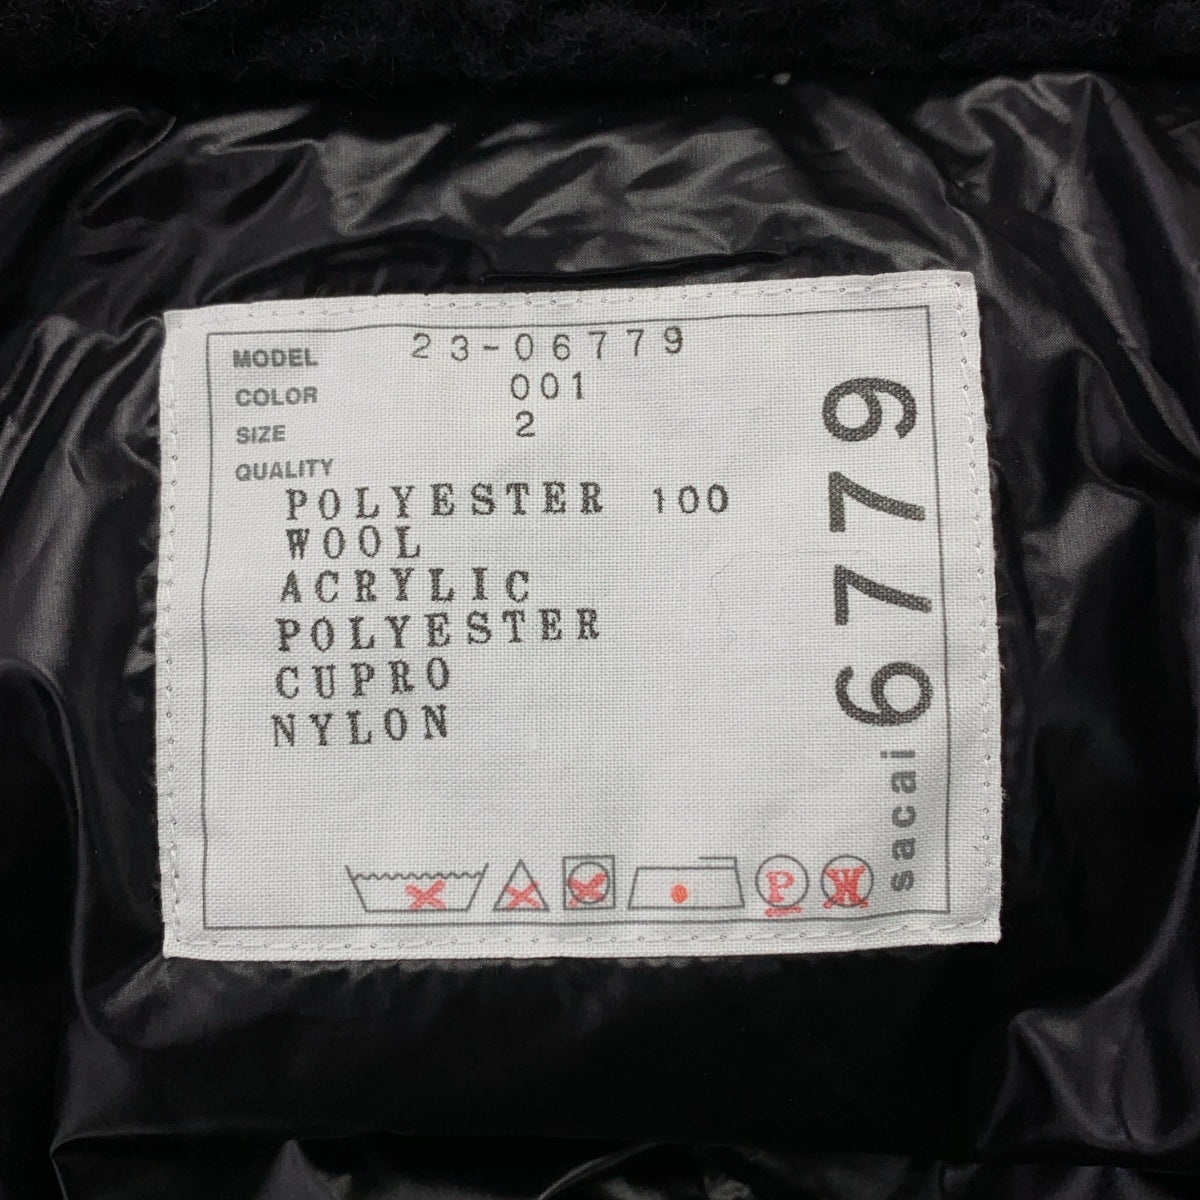 MODEL 23-06779
COLOR 001
SIZE 2
QUALITY
POLYESTER 100
WOOL
ACRYLIC
POLYESTER
CUPRO
NYLON
sacai 6779
P
W